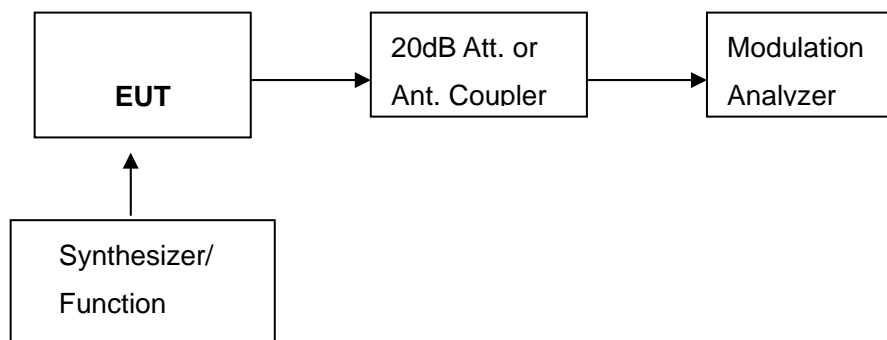 EUT
20dB Att. or
Ant. Coupler
Modulation
Analyzer
Synthesizer/
Function